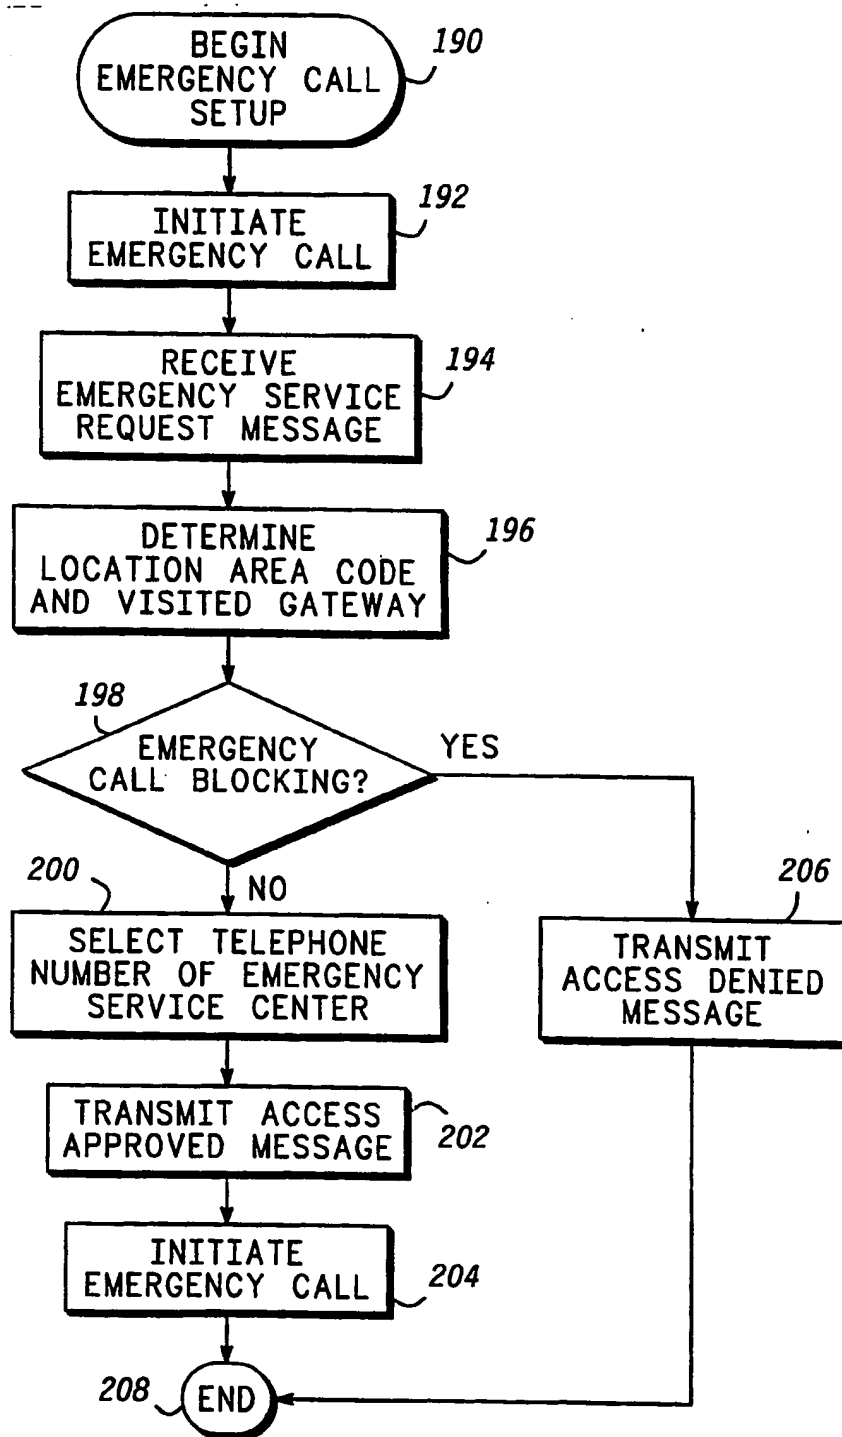 BEGIN
EMERGENCY CALL
SETUP
190
INITIATE
EMERGENCY CALL
192
RECEIVE
EMERGENCY SERVICE
REQUEST MESSAGE
194
DETERMINE
LOCATION AREA CODE
AND VISITED GATEWAY
196
198
EMERGENCY
CALL BLOCKING?
YES
NO
200
SELECT TELEPHONE
NUMBER OF EMERGENCY
SERVICE CENTER
206
TRANSMIT
ACCESS DENIED
MESSAGE
TRANSMIT ACCESS
APPROVED MESSAGE
202
INITIATE
EMERGENCY CALL
204
208
END